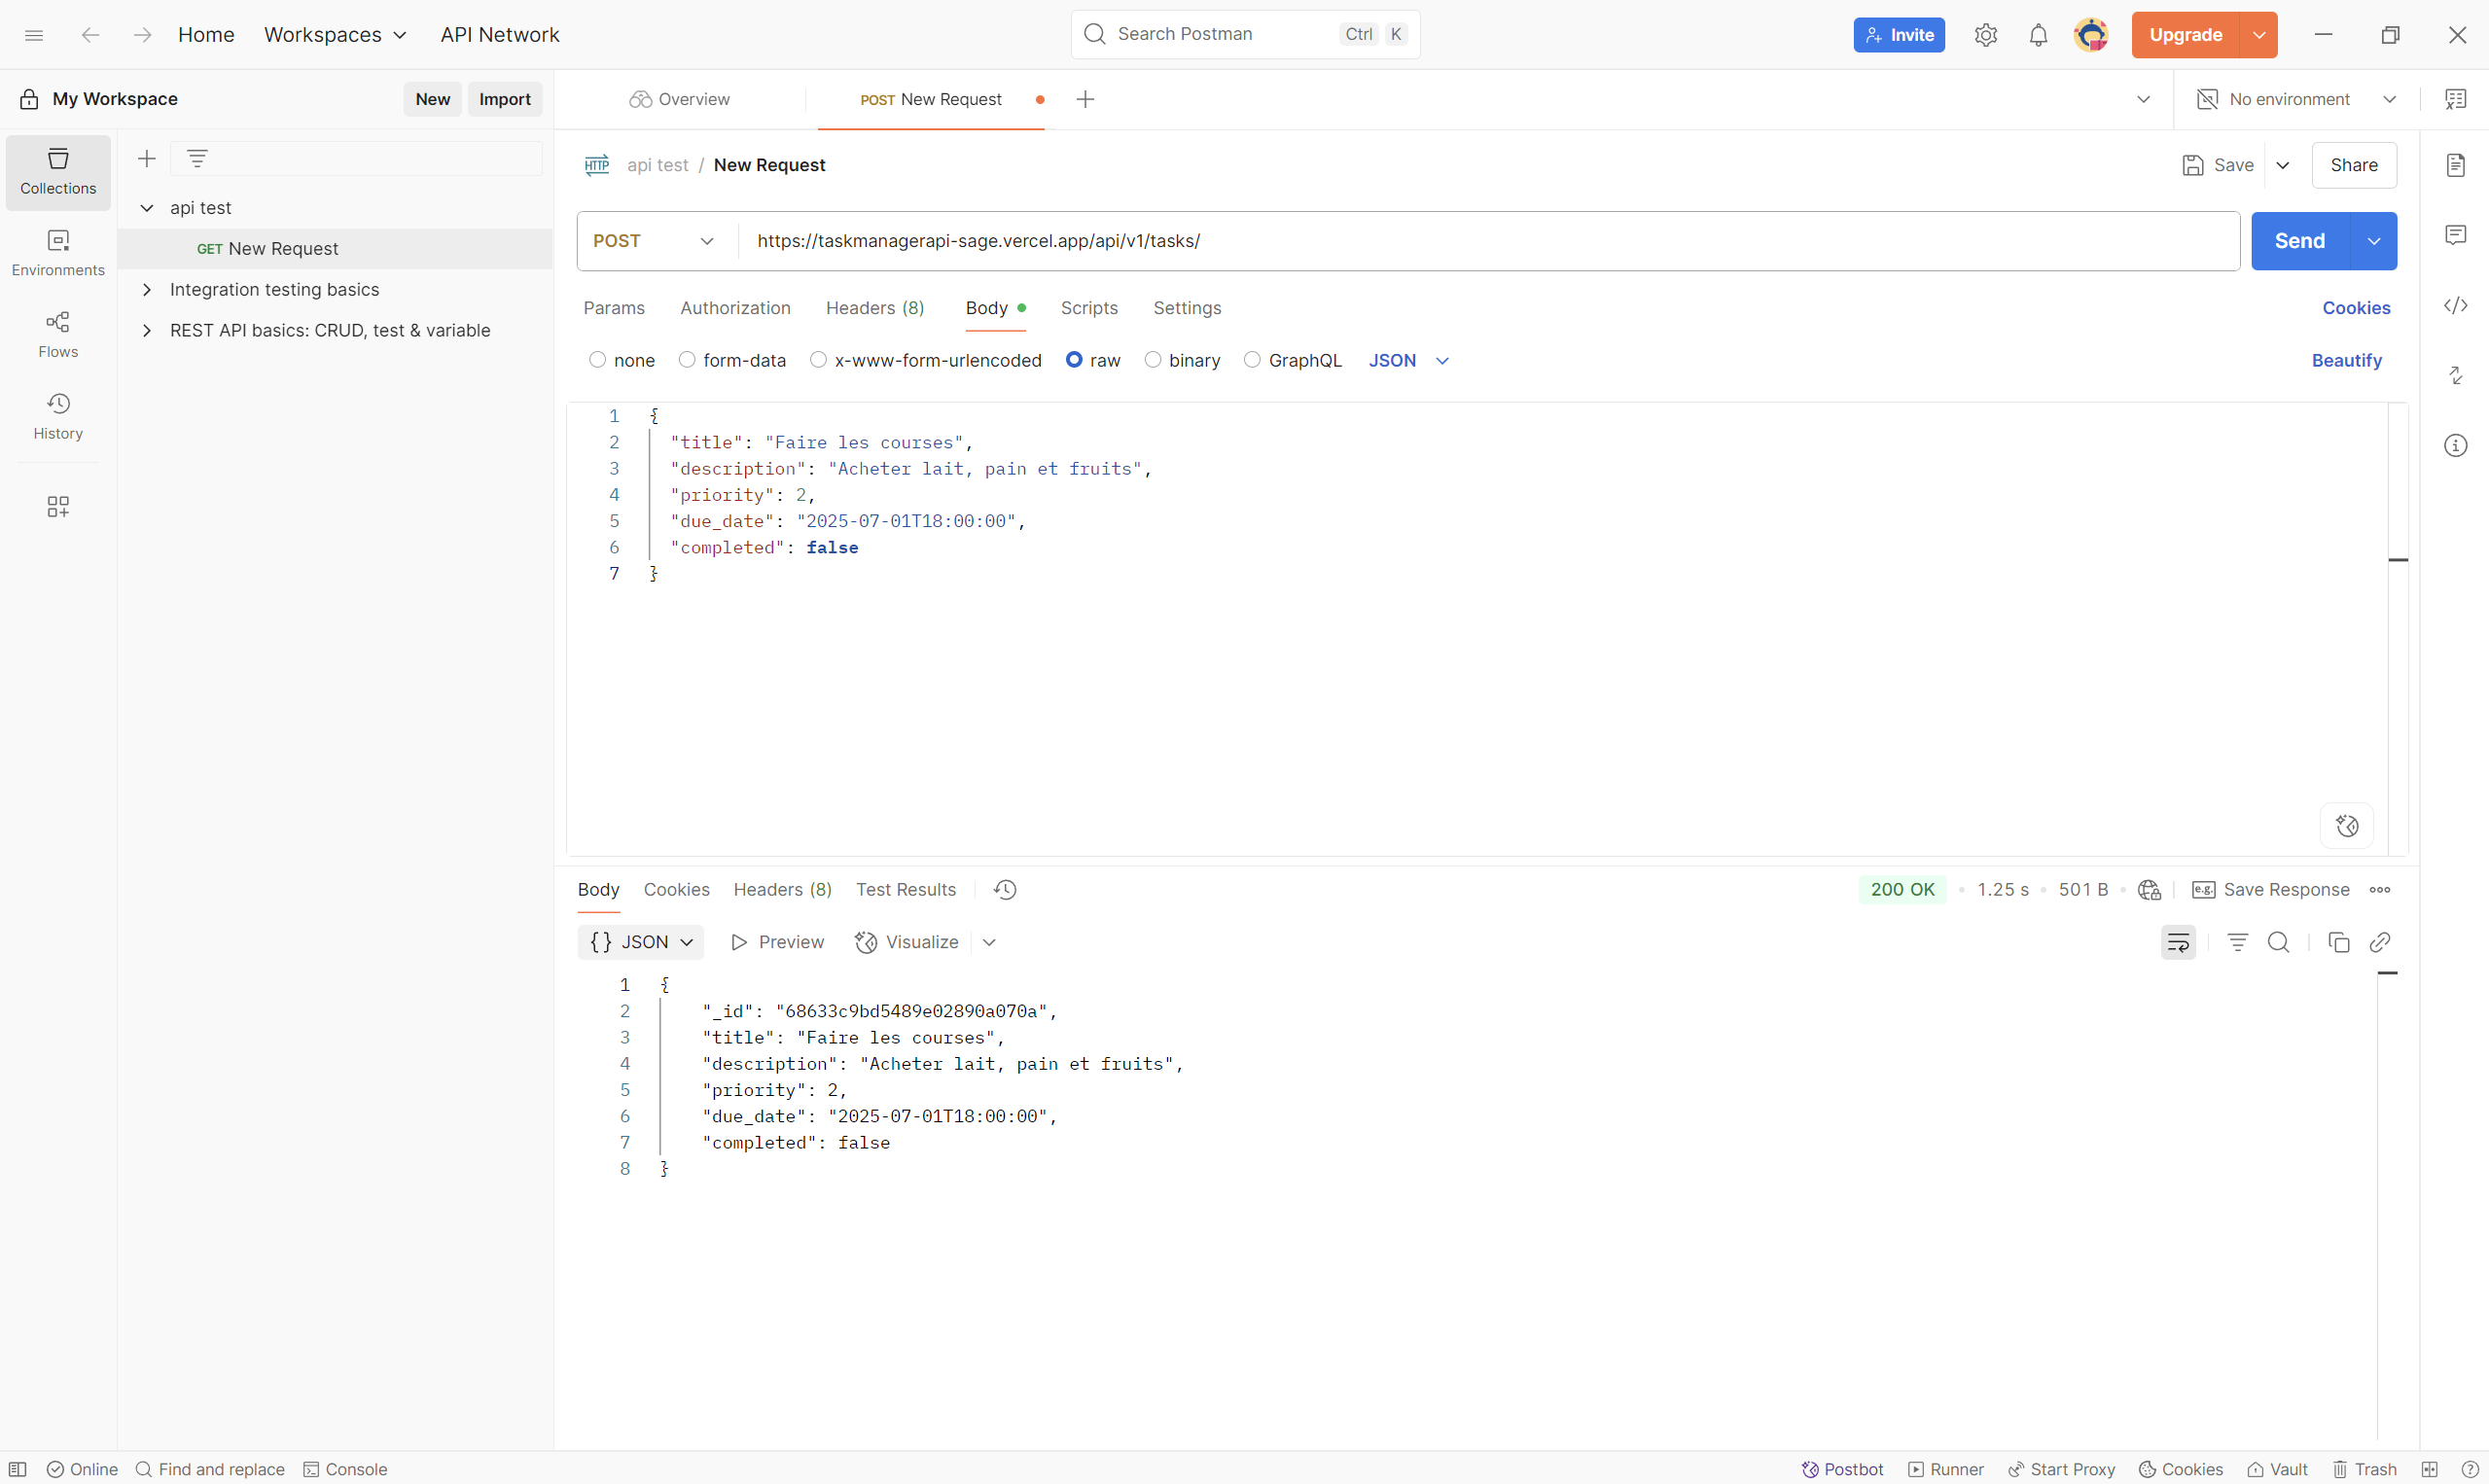 Home Workspaces API Network Search Postman Ctrl K Invite Upgrade
My Workspace New Import Overview POST New Request No environment
Collections
Environments
Flows
History
api test
GET New Request
Integration testing basics
REST API basics: CRUD, test & variable
HTTP api test / New Request Save Share
POST https://taskmanagerapi-sage.vercel.app/api/v1/tasks/ Send
Params Authorization Headers (8) Body Scripts Settings Cookies
none form-data x-www-form-urlencoded raw binary GraphQL JSON Beautify
1 {
2 "title": "Faire les courses",
3 "description": "Acheter lait, pain et fruits",
4 "priority": 2,
5 "due_date": "2025-07-01T18:00:00",
6 "completed": false
7 }
Body Cookies Headers (8) Test Results 200 OK 1.25 s 501 B e.g. Save Response
{} JSON Preview Visualize
1 {
2 "_id": "68633c9bd5489e02890a070a",
3 "title": "Faire les courses",
4 "description": "Acheter lait, pain et fruits",
5 "priority": 2,
6 "due_date": "2025-07-01T18:00:00",
7 "completed": false
8 }
Online Find and replace Console Postbot Runner Start Proxy Cookies Vault Trash